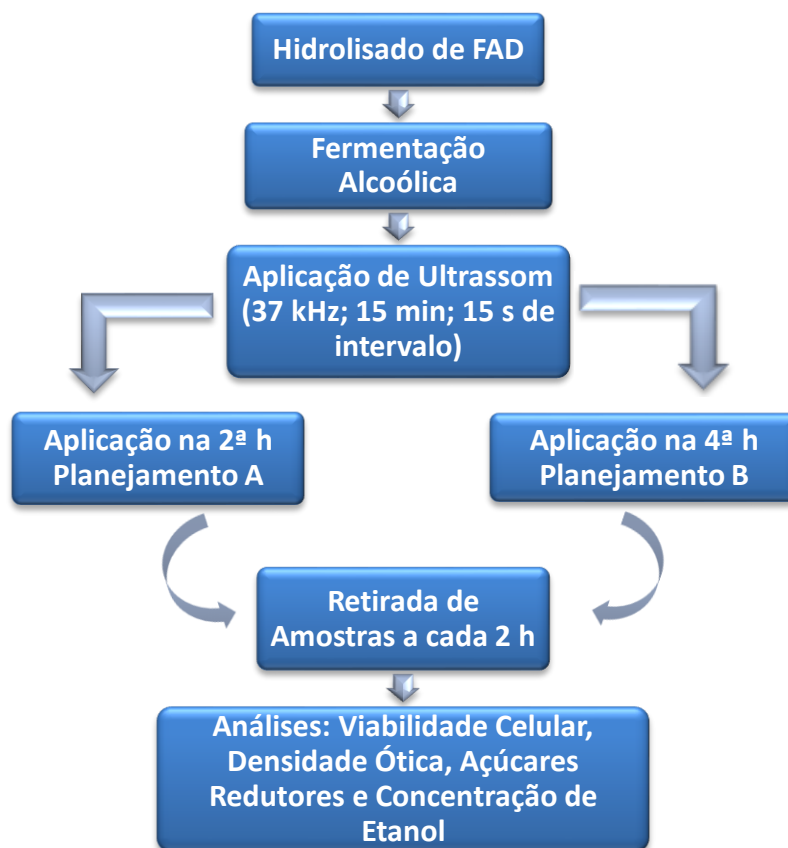 Hidrolisado de FAD
Fermentação
Alcoólica
Aplicação de Ultrassom
(37 kHz; 15 min; 15 s de
intervalo)
Aplicação na 2ª h
Planejamento A
Aplicação na 4ª h
Planejamento B
Retirada de
Amostras a cada 2 h
Análises: Viabilidade Celular,
Densidade Ótica, Açúcares
Redutores e Concentração de
Etanol